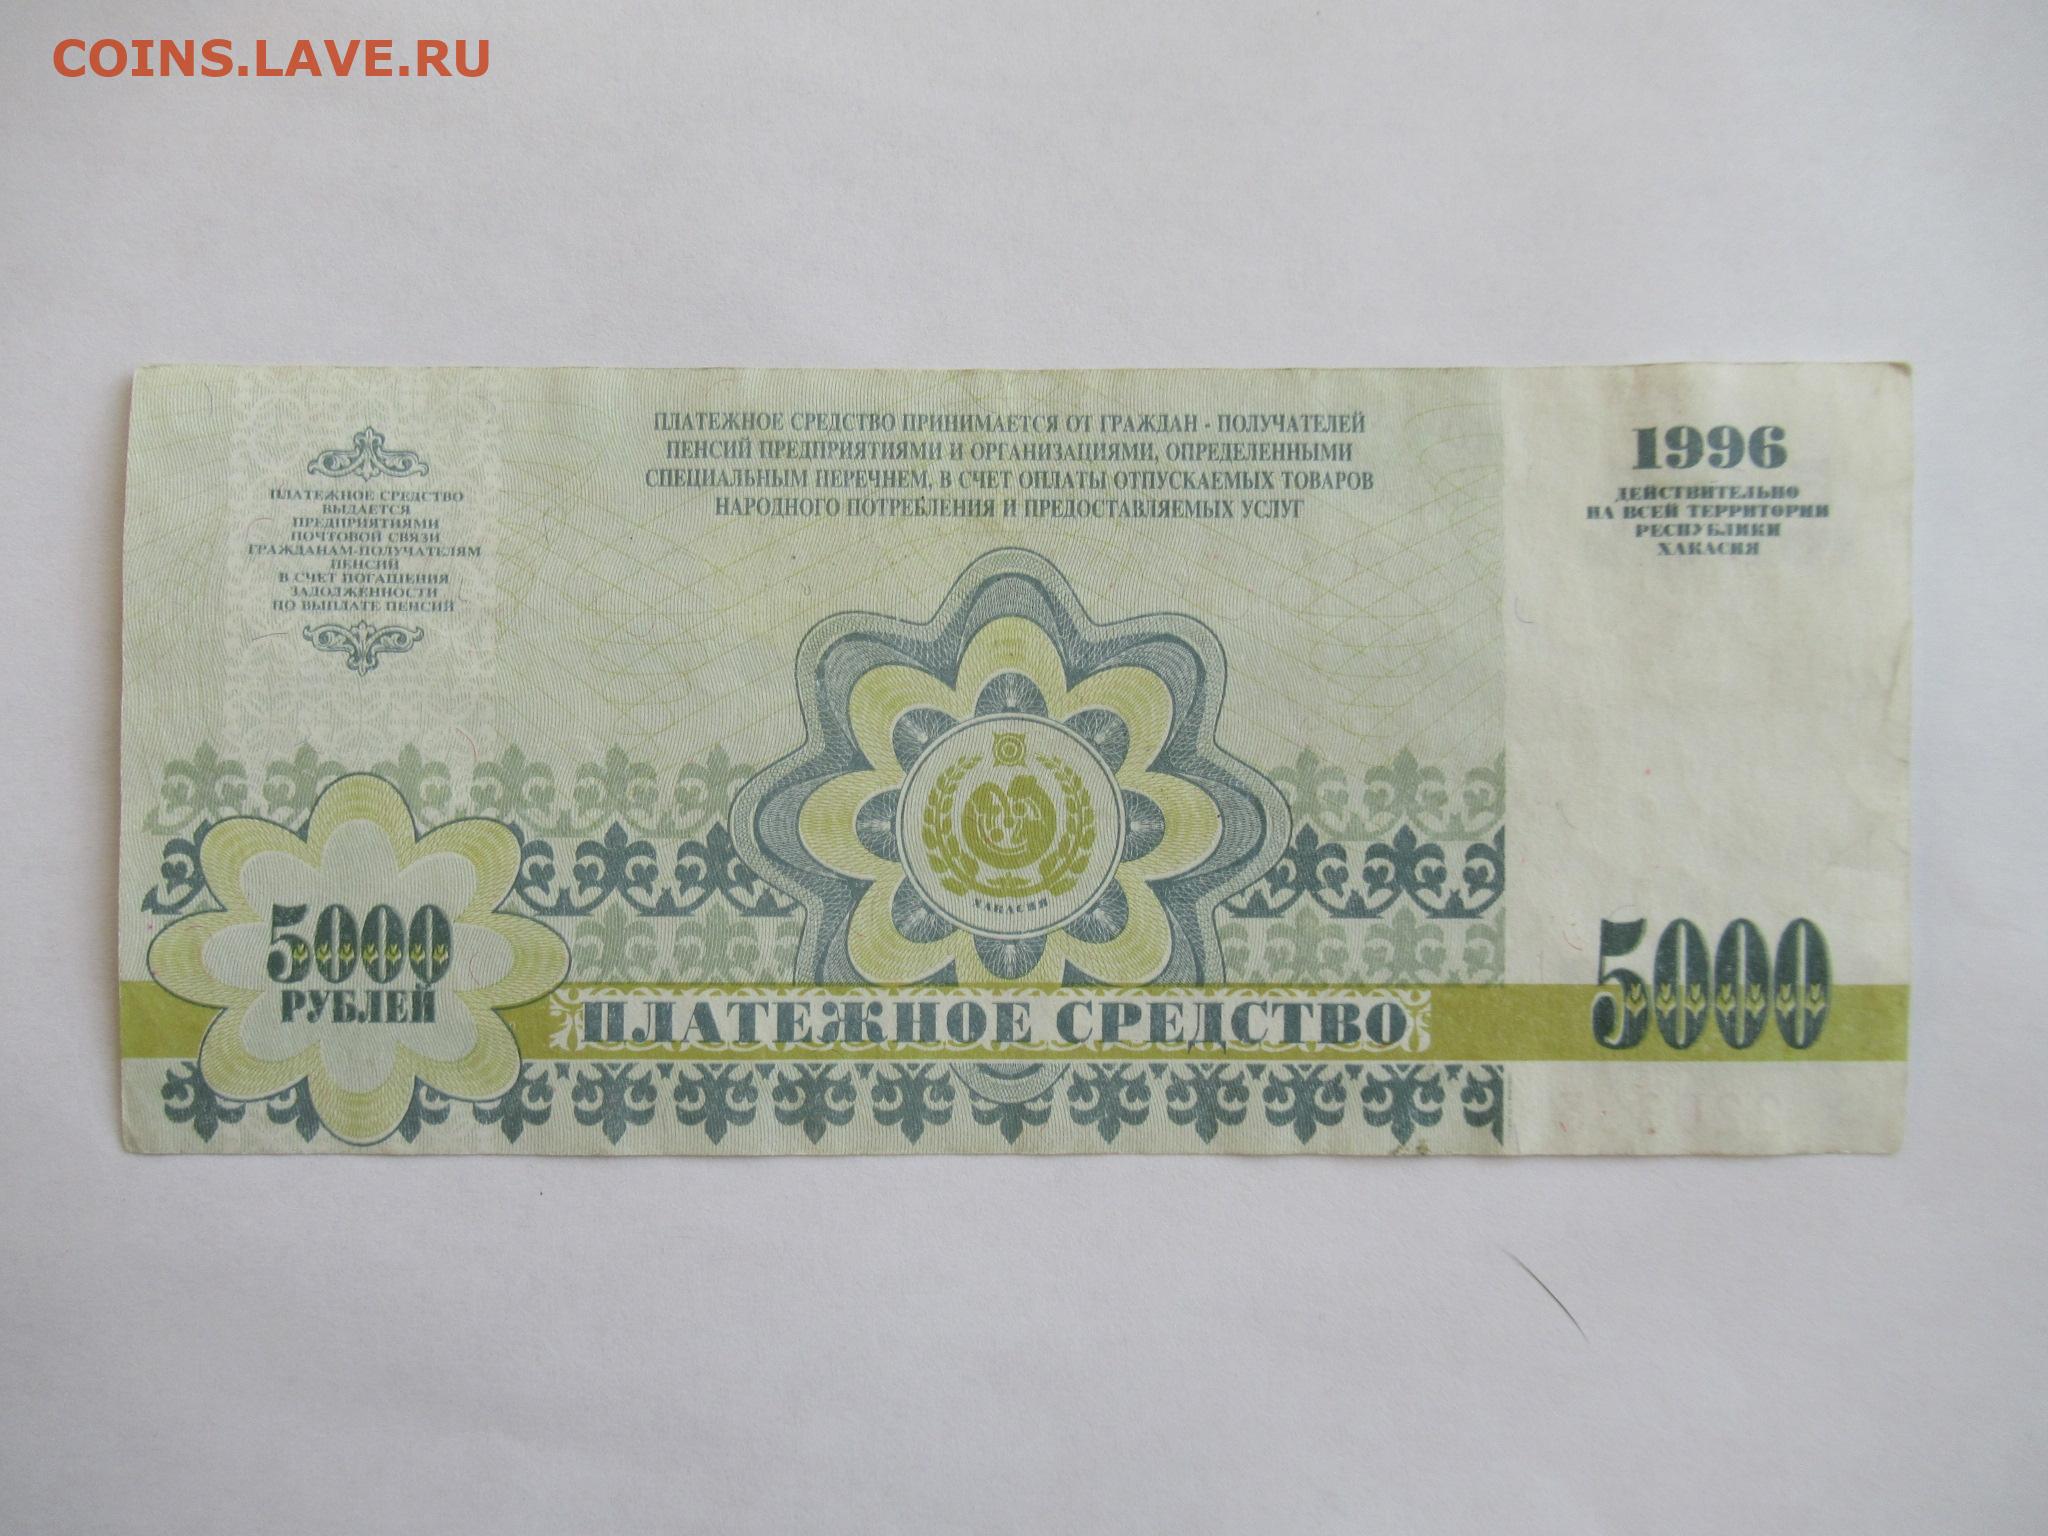 COINS.LAVE.RU
ПЛАТЕЖНОЕ СРЕДСТВО
ВЫДАЕТСЯ
ПРЕДПРИЯТИЯМИ
ПОЧТОВОЙ СВЯЗИ
ГРАЖДАНАМ-ПОЛУЧАТЕЛЯМ
ПЕНСИЙ
В СЧЕТ ПОГАШЕНИЯ
ЗАДОЛЖЕННОСТИ
ПО ВЫПЛАТЕ ПЕНСИЙ
ПЛАТЕЖНОЕ СРЕДСТВО ПРИНИМАЕТСЯ ОТ ГРАЖДАН - ПОЛУЧАТЕЛЕЙ
ПЕНСИЙ ПРЕДПРИЯТИЯМИ И ОРГАНИЗАЦИЯМИ, ОПРЕДЕЛЕННЫМИ
СПЕЦИАЛЬНЫМ ПЕРЕЧНЕМ, В СЧЕТ ОПЛАТЫ ОТПУСКАЕМЫХ ТОВАРОВ
НАРОДНОГО ПОТРЕБЛЕНИЯ И ПРЕДОСТАВЛЯЕМЫХ УСЛУГ
1996
ДЕЙСТВИТЕЛЬНО
НА ВСЕЙ ТЕРРИТОРИИ
РЕСПУБЛИКИ
ХАКАСИЯ
ХАКАСИЯ
5000
РУБЛЕЙ
ПЛАТЕЖНОЕ СРЕДСТВО
5000